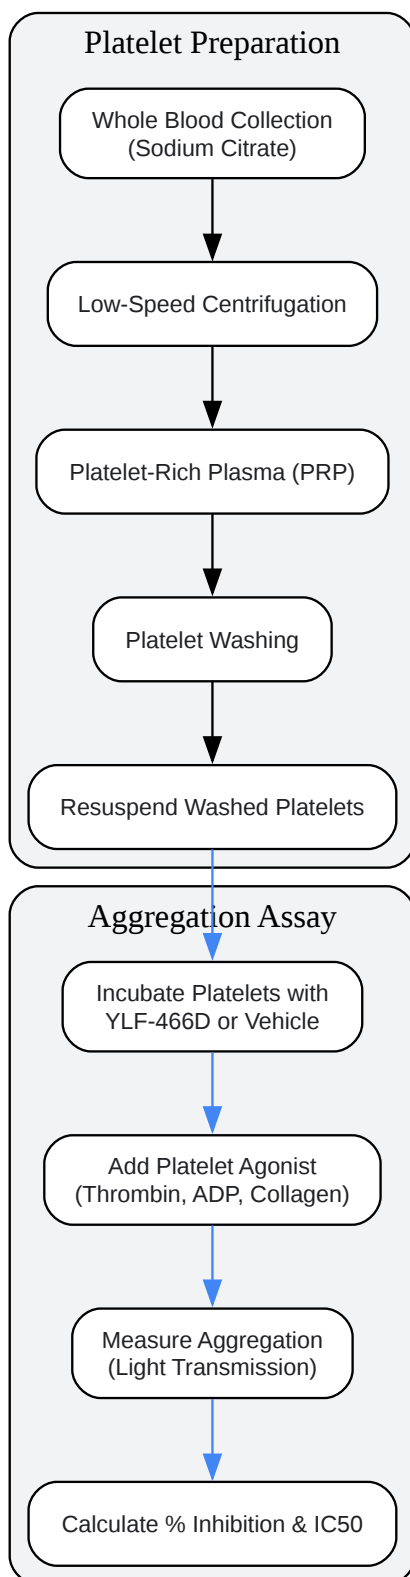 Platelet Preparation
Whole Blood Collection
(Sodium Citrate)
Low-Speed Centrifugation
Platelet-Rich Plasma (PRP)
Platelet Washing
Resuspend Washed Platelets
Aggregation Assay
Incubate Platelets with
YLF-466D or Vehicle
Add Platelet Agonist
(Thrombin, ADP, Collagen)
Measure Aggregation
(Light Transmission)
Calculate % Inhibition & IC50